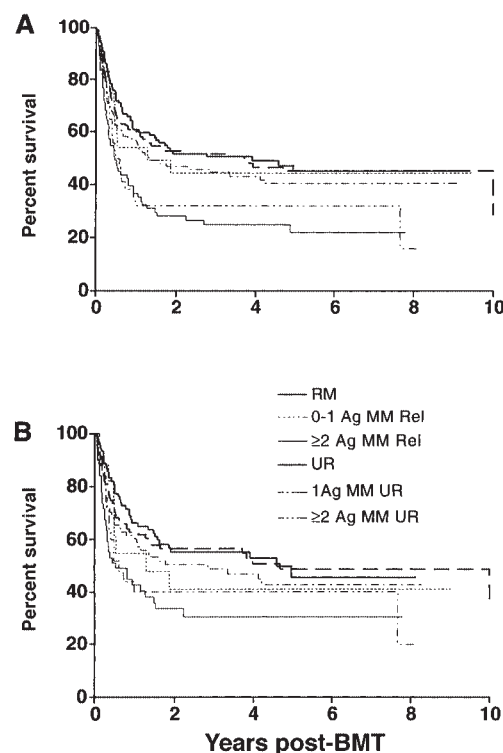 A
Percent survival
100
80
60
40
20
0
0 2 4 6 8 10
RM
0-1 Ag MM Rel
≥2 Ag MM Rel
UR
1Ag MM UR
≥2 Ag MM UR
B
Percent survival
100
80
60
40
20
0
0 2 4 6 8 10
Years post-BMT